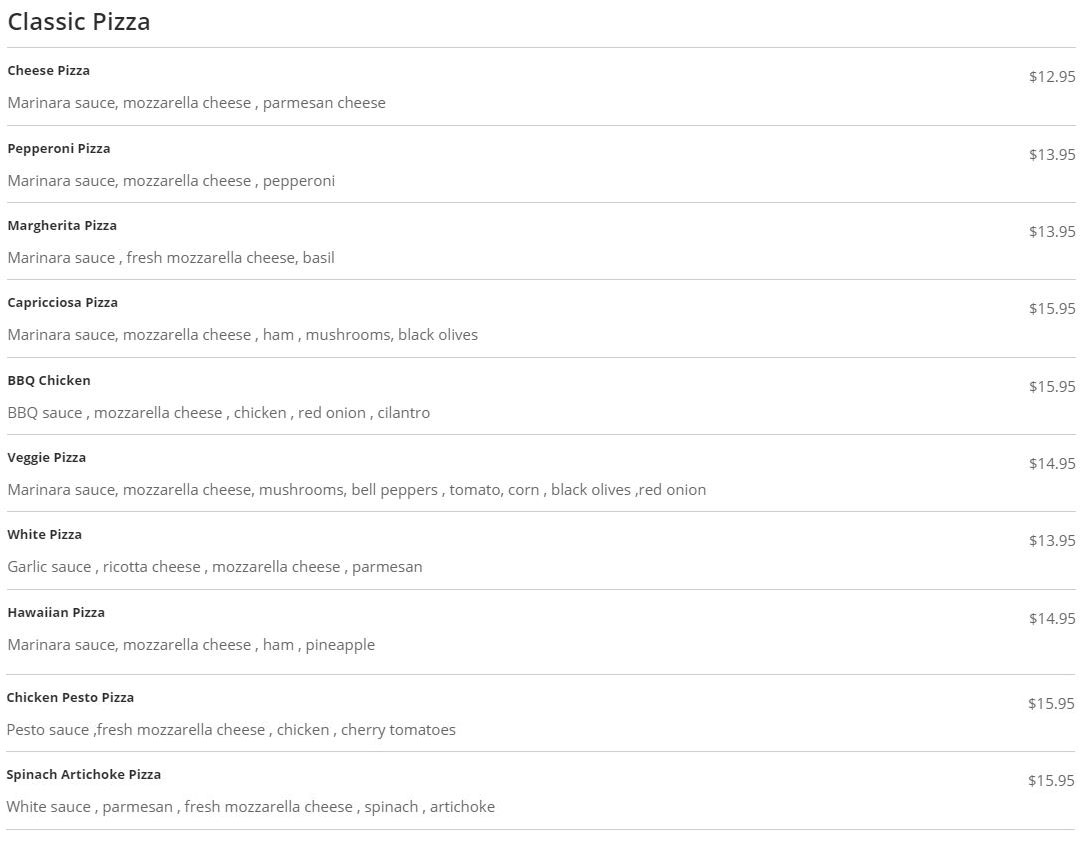 Classic Pizza
Cheese Pizza
$12.95
Marinara sauce, mozzarella cheese , parmesan cheese
Pepperoni Pizza
$13.95
Marinara sauce, mozzarella cheese , pepperoni
Margherita Pizza
$13.95
Marinara sauce , fresh mozzarella cheese, basil
Capricciosa Pizza
$15.95
Marinara sauce, mozzarella cheese , ham , mushrooms, black olives
BBQ Chicken
$15.95
BBQ sauce , mozzarella cheese , chicken , red onion , cilantro
Veggie Pizza
$14.95
Marinara sauce, mozzarella cheese, mushrooms, bell peppers , tomato, corn , black olives ,red onion
White Pizza
$13.95
Garlic sauce , ricotta cheese , mozzarella cheese , parmesan
Hawaiian Pizza
$14.95
Marinara sauce, mozzarella cheese , ham , pineapple
Chicken Pesto Pizza
$15.95
Pesto sauce ,fresh mozzarella cheese , chicken , cherry tomatoes
Spinach Artichoke Pizza
$15.95
White sauce , parmesan , fresh mozzarella cheese , spinach , artichoke